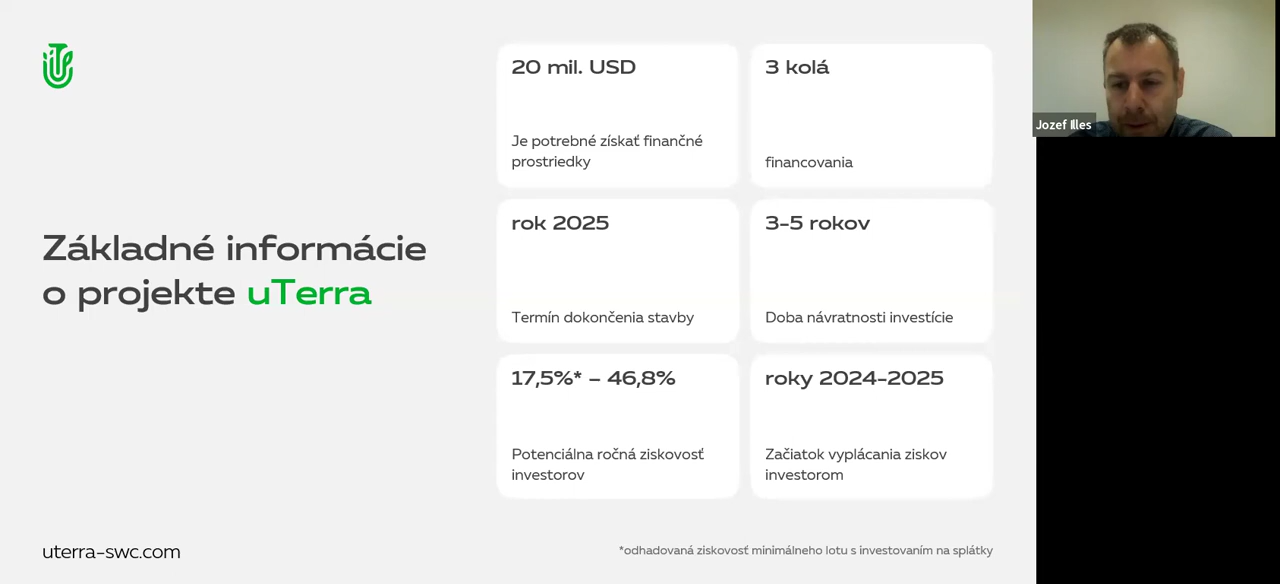 20 mil. USD
Je potrebné získať finančné
prostriedky
3 kolá
financovania
Základné informácie
o projekte uTerra
rok 2025
Termín dokončenia stavby
3-5 rokov
Doba návratnosti investície
17,5%* – 46,8%
Potenciálna ročná ziskovosť
investorov
roky 2024-2025
Začiatok vyplácania ziskov
investorom
uterra-swc.com
*odhadovaná ziskovosť minimálneho lotu s investovaním na splátky
Jozef Illes